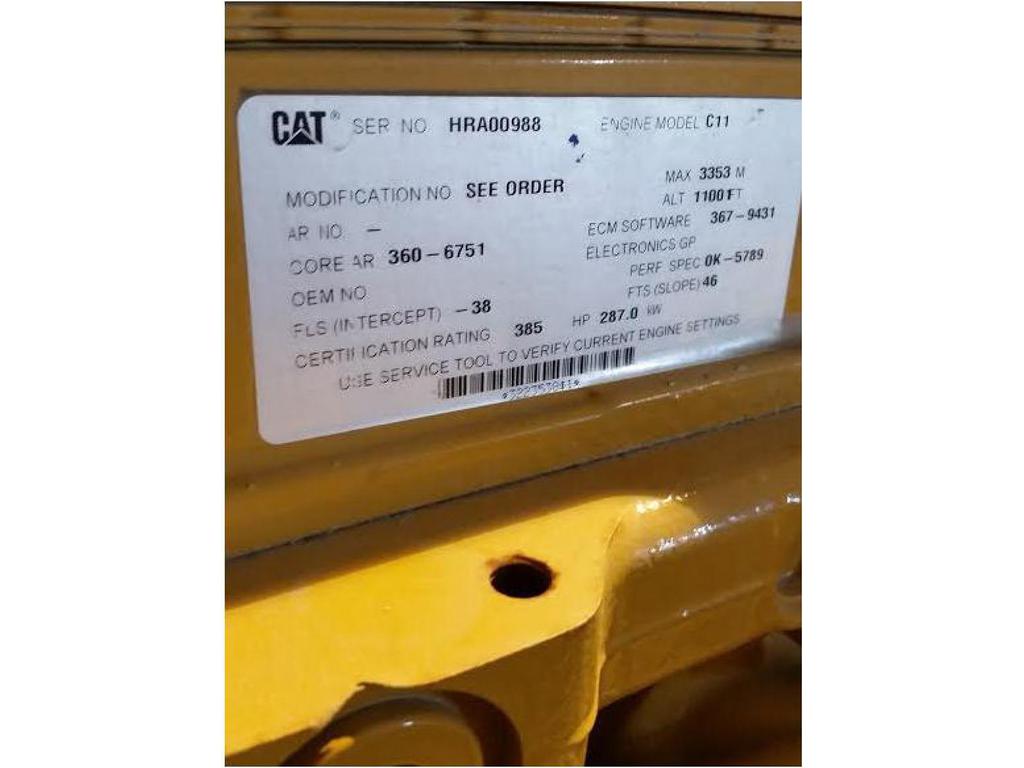 CAT® SER NO HRA00988 ENGINE MODEL C11
MODIFICATION NO SEE ORDER MAX 3353 M
AR NO. – ALT 11001 FT
CORE AR 360-6751 ECM SOFTWARE 367-9431
OEM NO ELECTRONICS GP
FLS (INTERCEPT) -38 PERF SPEC 0K-5789
FTS (SLOPE) 46
CERTIFICATION RATING 385 HP 287.0 kW
USE SERVICE TOOL TO VERIFY CURRENT ENGINE SETTINGS